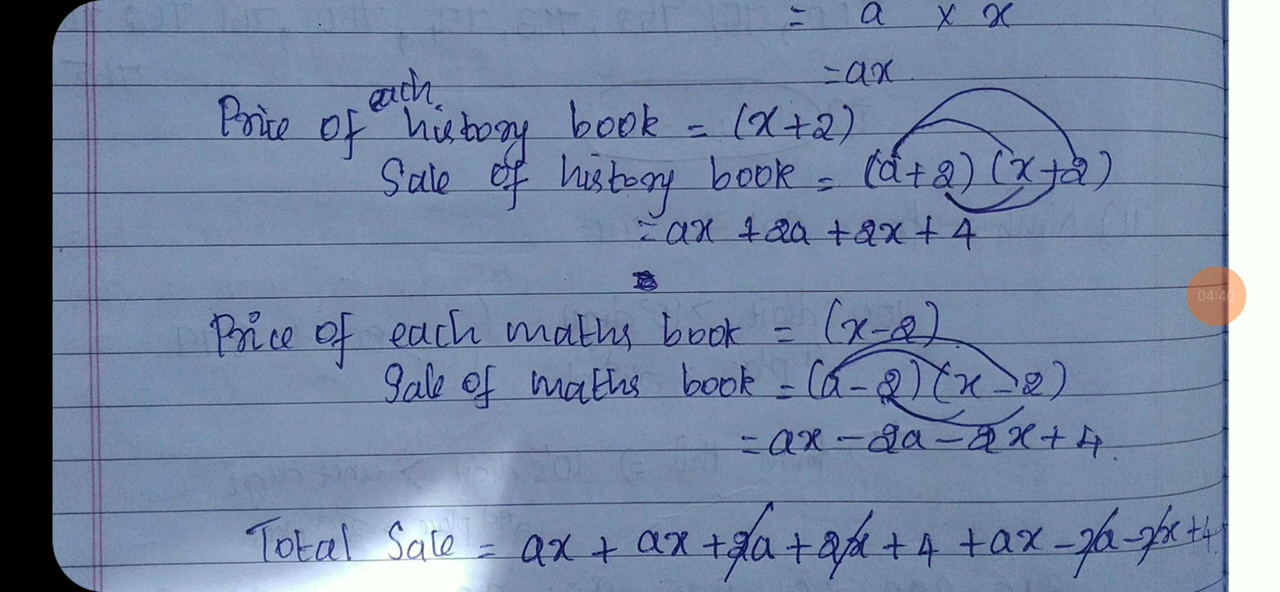 = a × x
= ax
Price of each history book = (x+2)
Sale of history book = (a+2)(x+2)
= ax + 2a + 2x + 4
Price of each maths book = (x-2)
Sale of maths book = (a-2)(x-2)
= ax - 2a - 2x + 4.
Total Sale = ax + ax + 2a + 2x + 4 + ax - 2a - 2x + 4
04:40